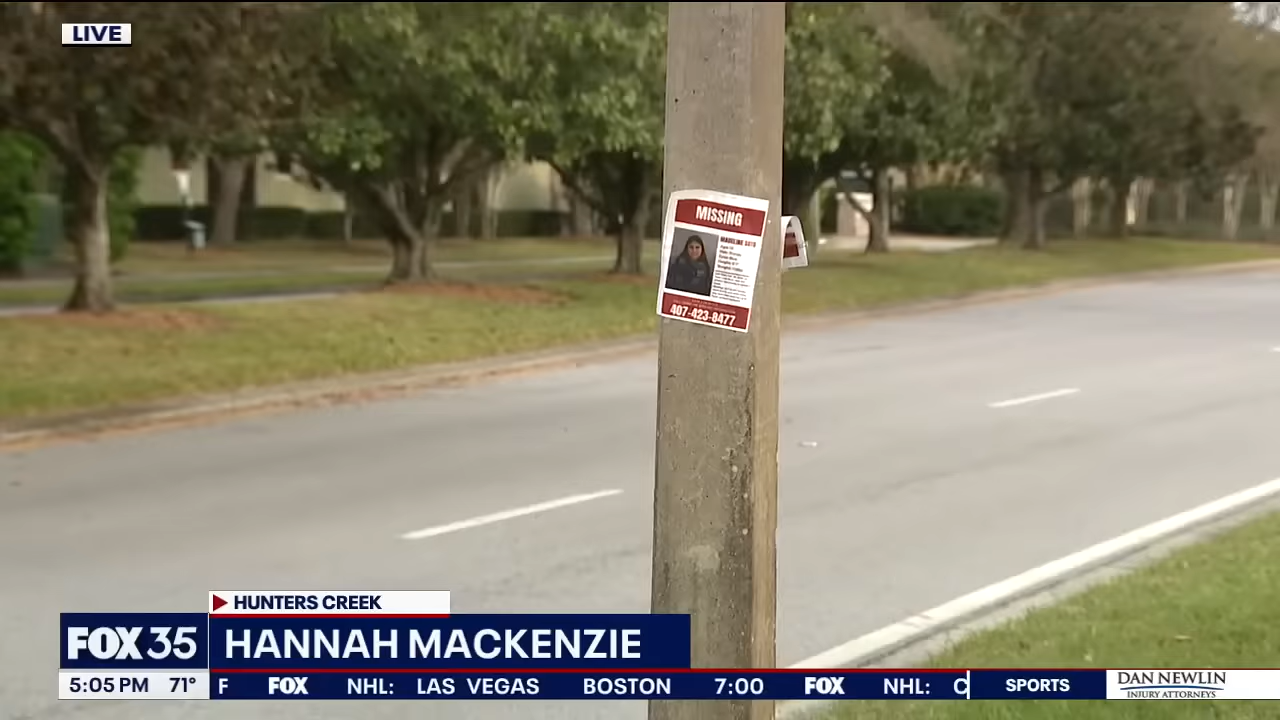 LIVE
MISSING
MADELINE SOTO
407-423-8477
HUNTERS CREEK
FOX 35
HANNAH MACKENZIE
5:05 PM 71°
F FOX NHL: LAS VEGAS BOSTON 7:00 FOX NHL: C
SPORTS
DAN NEWLIN
INJURY ATTORNEYS